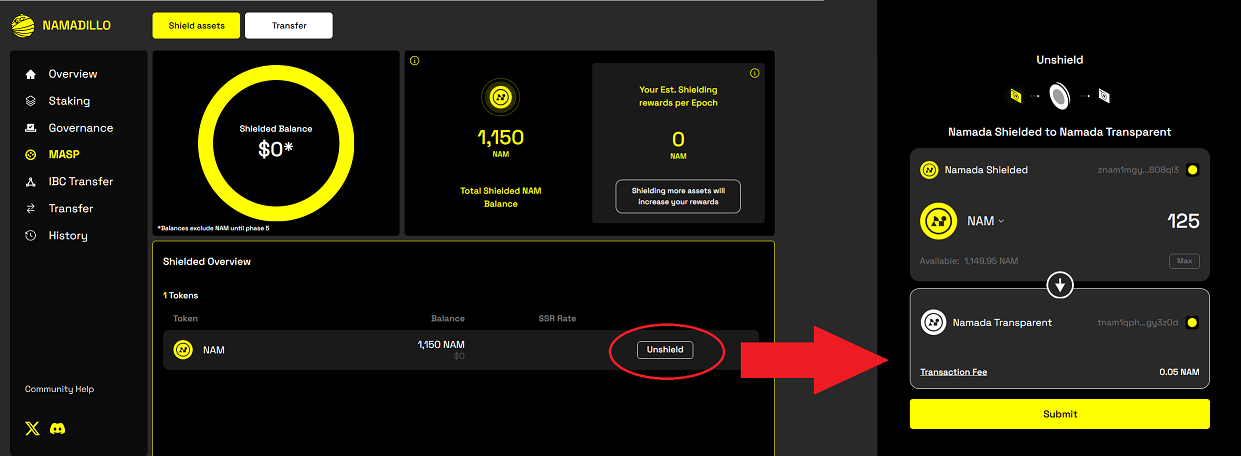 NAMADILLO
Shield assets
Transfer
Overview
Staking
Governance
MASP
IBC Transfer
Transfer
History
Community Help
Shielded Balance
$0*
*Balances exclude NAM until phase 5
1,150
NAM
Total Shielded NAM
Balance
Your Est. Shielding
rewards per Epoch
0
NAM
Shielding more assets will
increase your rewards
Shielded Overview
1 Tokens
Token Balance SSR Rate
NAM 1,150 NAM Unshield
$0
Unshield
Namada Shielded to Namada Transparent
Namada Shielded znam1mgy...808ql3
NAM 125
Available: 1,149.95 NAM Max
Namada Transparent tnam1qph...gy3z0d
Transaction Fee 0.05 NAM
Submit